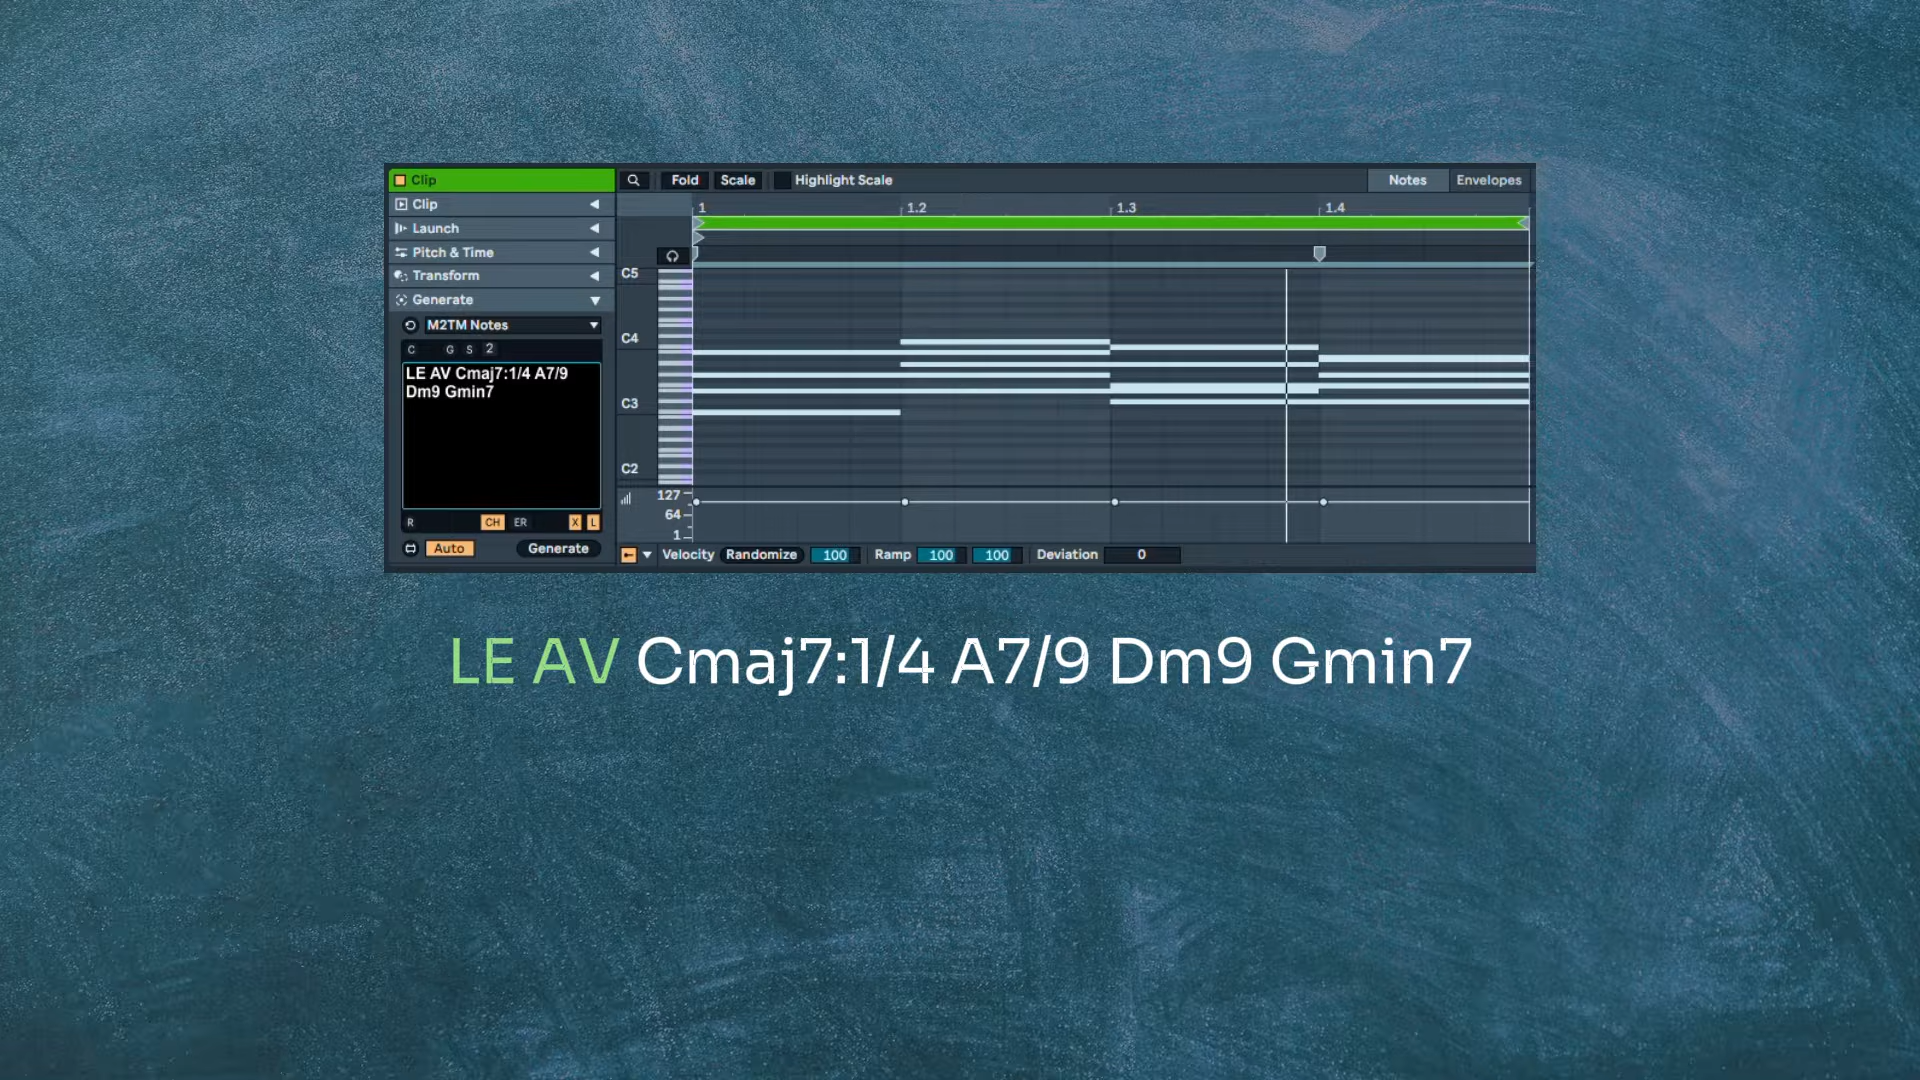 Clip
Fold Scale Highlight Scale Notes Envelopes
Clip
Launch
Pitch & Time
Transform
Generate
M2TM Notes
C G S 2
LE AV Cmaj7:1/4 A7/9
Dm9 Gmin7
R CH ER X L
Auto Generate
1 1.2 1.3 1.4
C5
C4
C3
C2
127
64
1
Velocity Randomize 100 Ramp 100 100 Deviation 0
LE AV Cmaj7:1/4 A7/9 Dm9 Gmin7